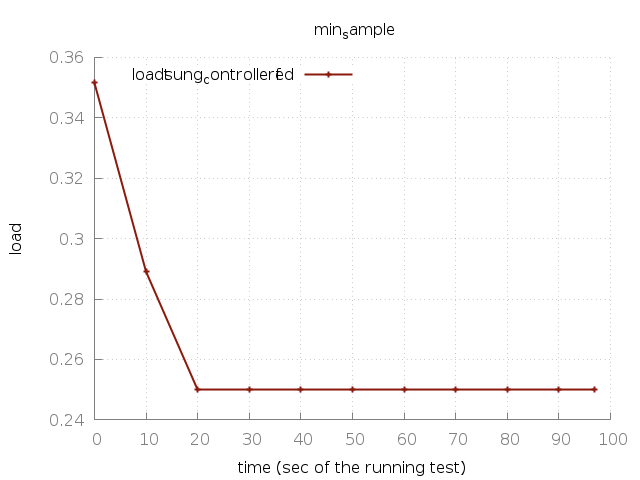 min_sample
loadtsung_controllerfed
0.36
0.34
0.32
0.3
0.28
0.26
0.24
load
0 10 20 30 40 50 60 70 80 90 100
time (sec of the running test)